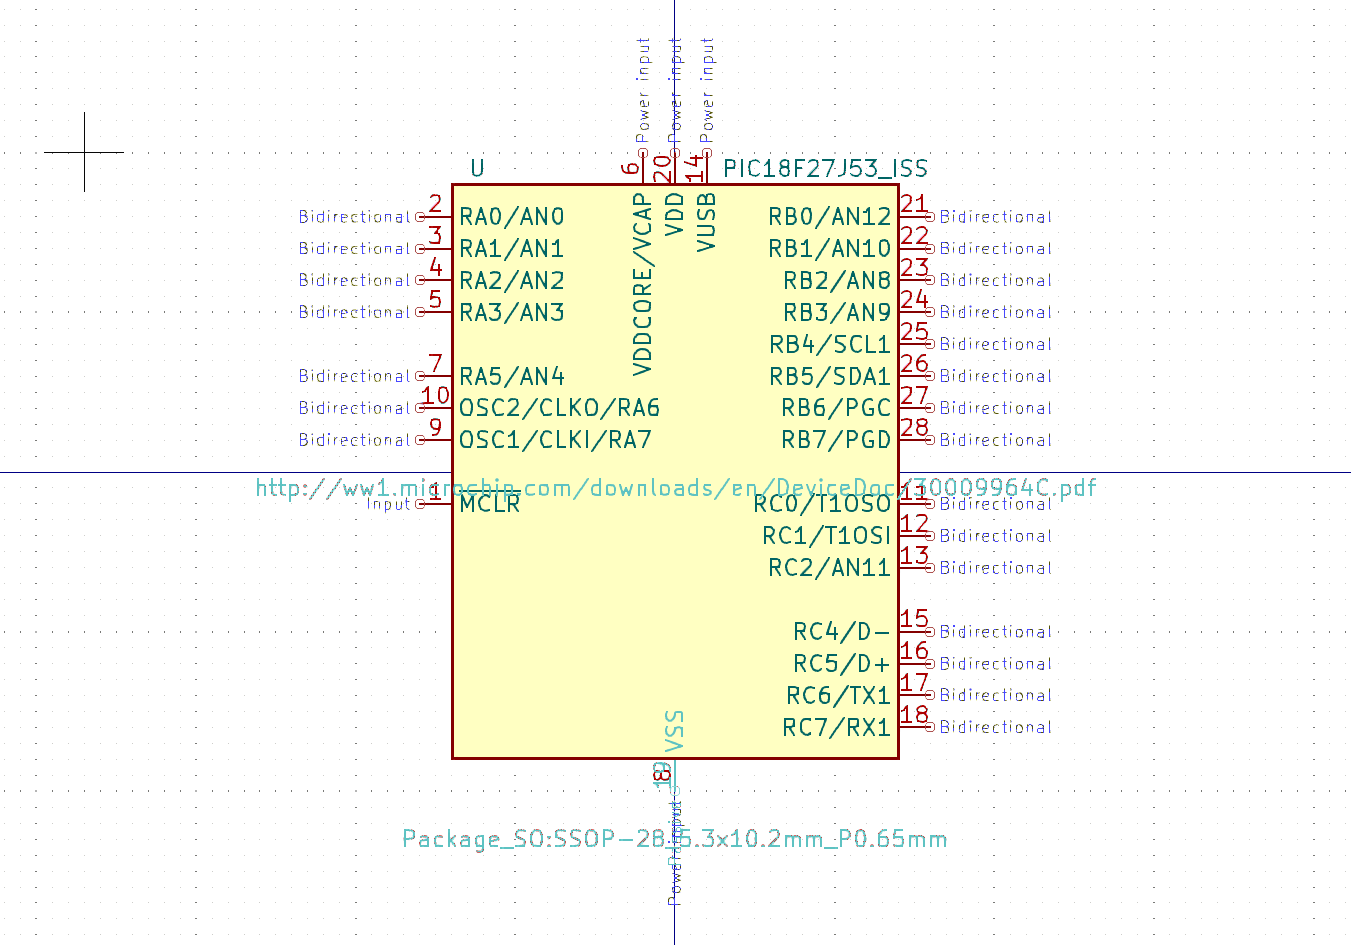 Power input
Power input
Power input
6
20
14
U
PIC18F27J53_ISS
VDDCORE/VCAP
VDD
VUSB
Bidirectional 2 RA0/AN0
RB0/AN12 21 Bidirectional
Bidirectional 3 RA1/AN1
RB1/AN10 22 Bidirectional
Bidirectional 4 RA2/AN2
RB2/AN8 23 Bidirectional
Bidirectional 5 RA3/AN3
RB3/AN9 24 Bidirectional
RB4/SCL1 25 Bidirectional
Bidirectional 7 RA5/AN4
RB5/SDA1 26 Bidirectional
Bidirectional 10 OSC2/CLKO/RA6
RB6/PGC 27 Bidirectional
Bidirectional 9 OSC1/CLKI/RA7
RB7/PGD 28 Bidirectional
http://ww1.microchip.com/downloads/en/DeviceDoc/30009964C.pdf
Input 1 MCLR
RC0/T1OSO 11 Bidirectional
RC1/T1OSI 12 Bidirectional
RC2/AN11 13 Bidirectional
RC4/D- 15 Bidirectional
RC5/D+ 16 Bidirectional
RC6/TX1 17 Bidirectional
RC7/RX1 18 Bidirectional
VSS
8
19
Package_SO:SSOP-28_5.3x10.2mm_P0.65mm
Power input